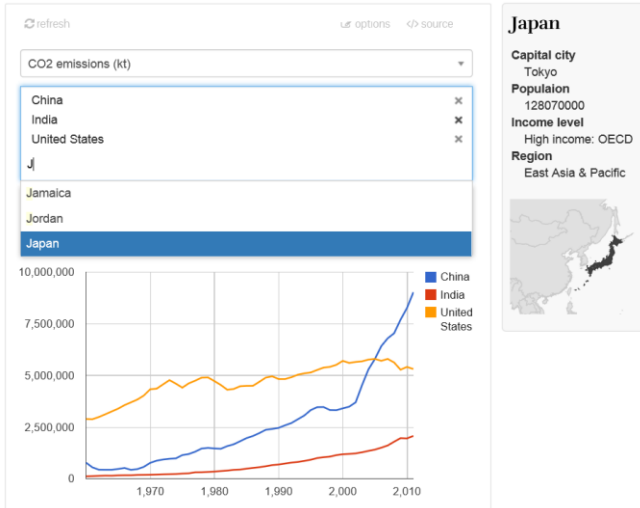 refresh
options
</> source
CO2 emissions (kt)
China ×
India ×
United States ×
J
Jamaica
Jordan
Japan
10,000,000
7,500,000
5,000,000
2,500,000
0
1,970 1,980 1,990 2,000 2,010
China
India
United
States
Japan
Capital city
Tokyo
Populaion
128070000
Income level
High income: OECD
Region
East Asia & Pacific